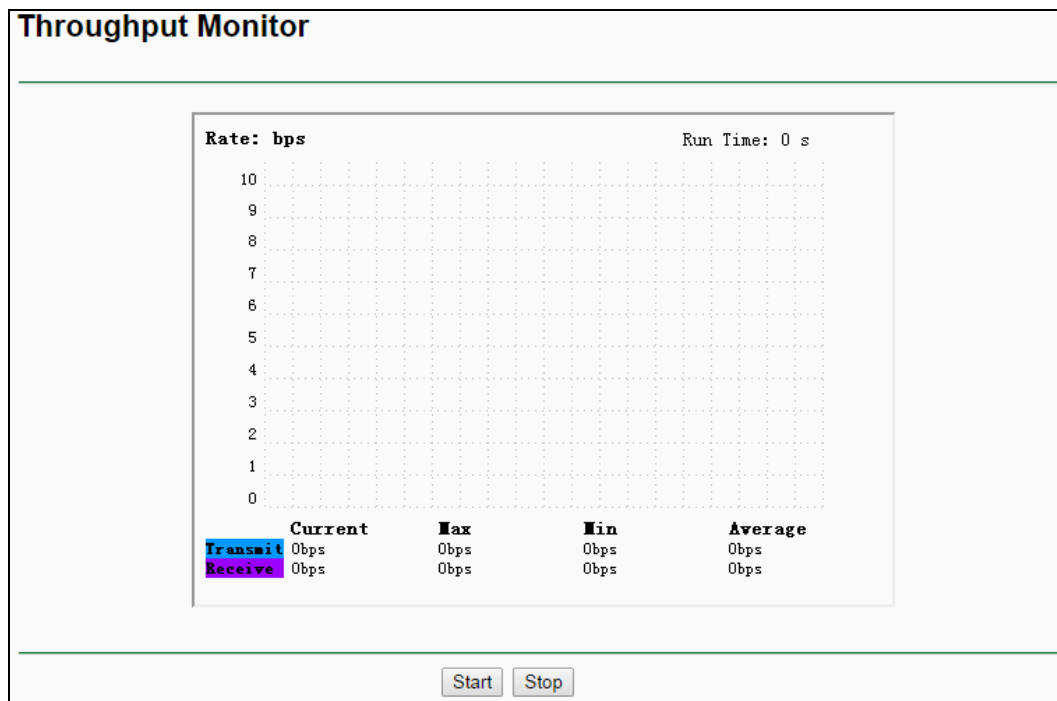 Throughput Monitor
Rate: bps Run Time: 0 s
10
9
8
7
6
5
4
3
2
1
0
Current Max Min Average
Transmit 0bps 0bps 0bps 0bps
Receive 0bps 0bps 0bps 0bps
Start Stop